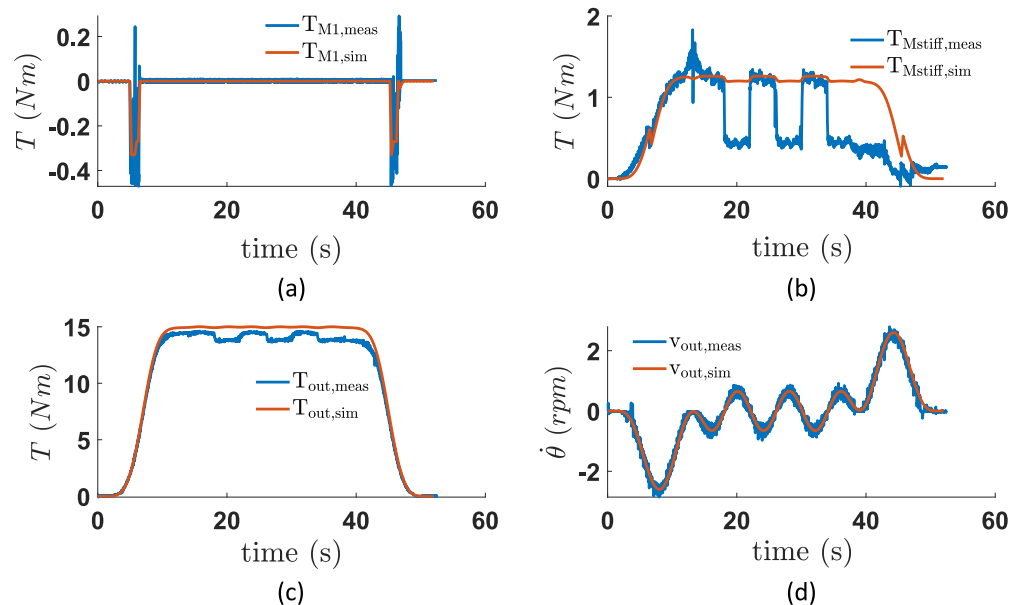 T_M1,meas
T_M1,sim
0.2
0
-0.2
-0.4
T (Nm)
0 20 40 60
time (s)
(a)
T_Mstiff,meas
T_Mstiff,sim
2
1
0
T (Nm)
0 20 40 60
time (s)
(b)
15
10
5
0
T (Nm)
T_out,meas
T_out,sim
0 20 40 60
time (s)
(c)
v_out,meas
v_out,sim
2
0
-2
θ̇ (rpm)
0 20 40 60
time (s)
(d)